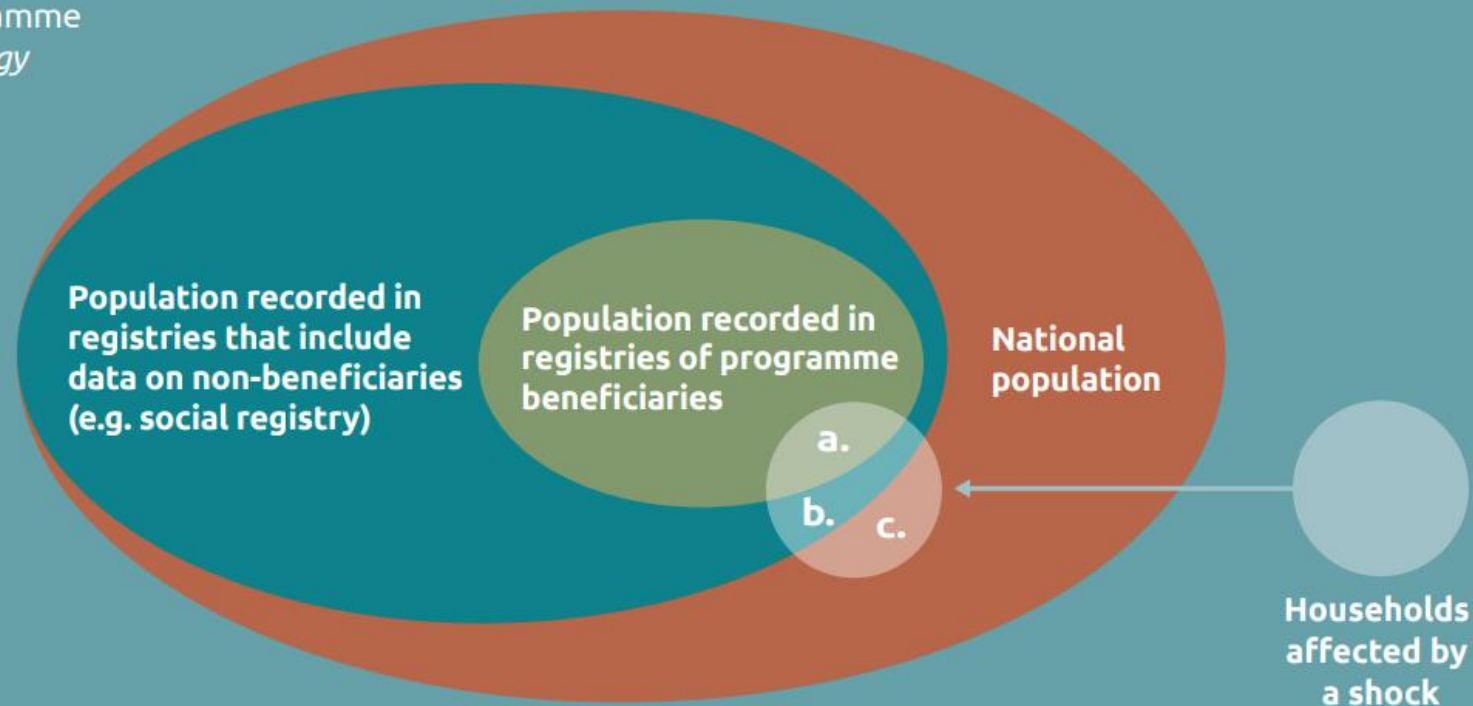 Population recorded in
registries that include
data on non-beneficiaries
(e.g. social registry)
Population recorded in
registries of programme
beneficiaries
National
population
a.
b.
c.
Households
affected by
a shock